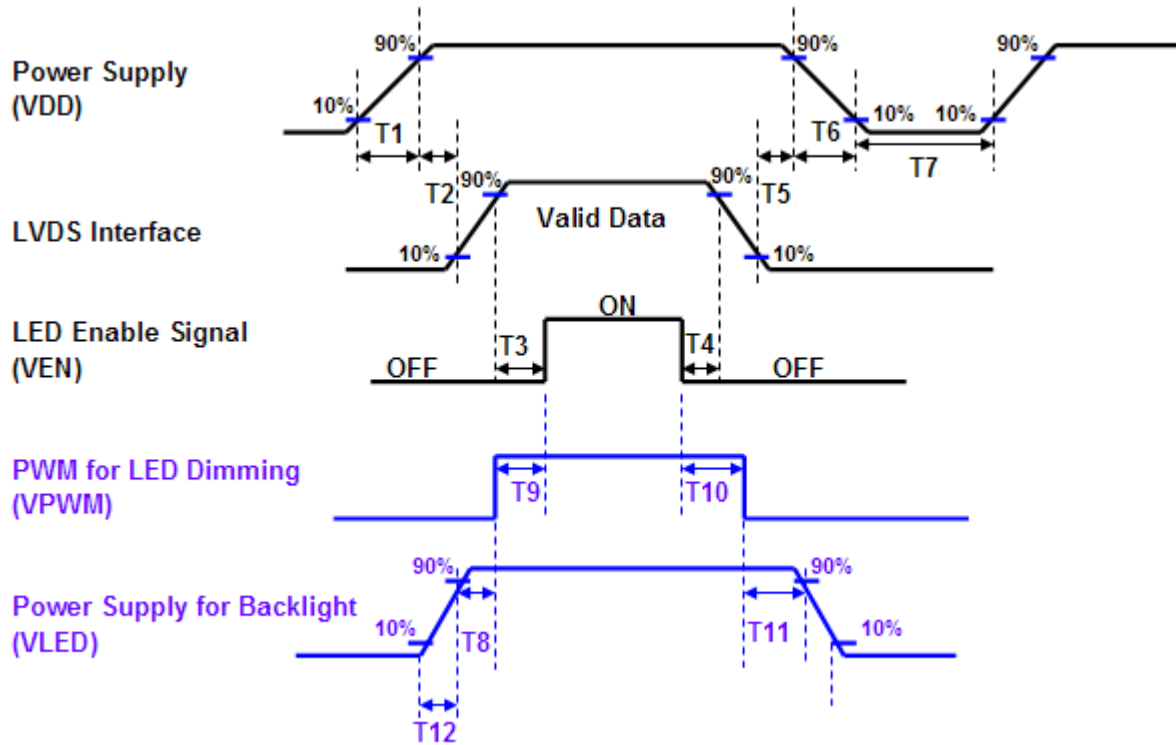 90% 90% 90%
Power Supply
(VDD)
10% 10% 10%
T1 T6 T7
T2 90% 90% T5
Valid Data
LVDS Interface
10% 10%
ON
LED Enable Signal
(VEN)
T3 T4
OFF OFF
PWM for LED Dimming
(VPWM)
T9 T10
90% 90%
Power Supply for Backlight
(VLED)
10% T8 T11 10%
T12